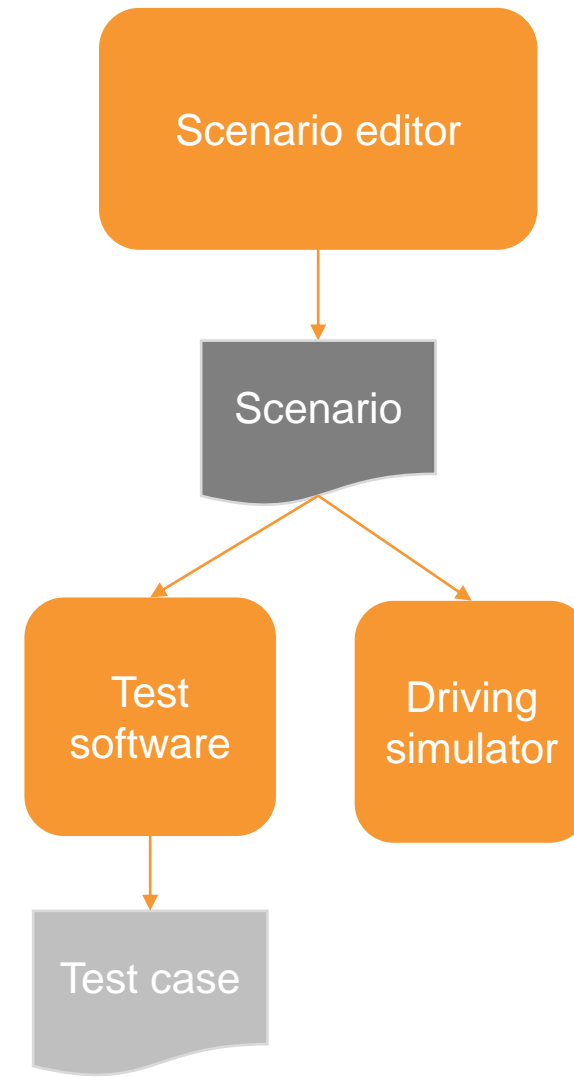 Scenario editor
Scenario
Test
software
Driving
simulator
Test case